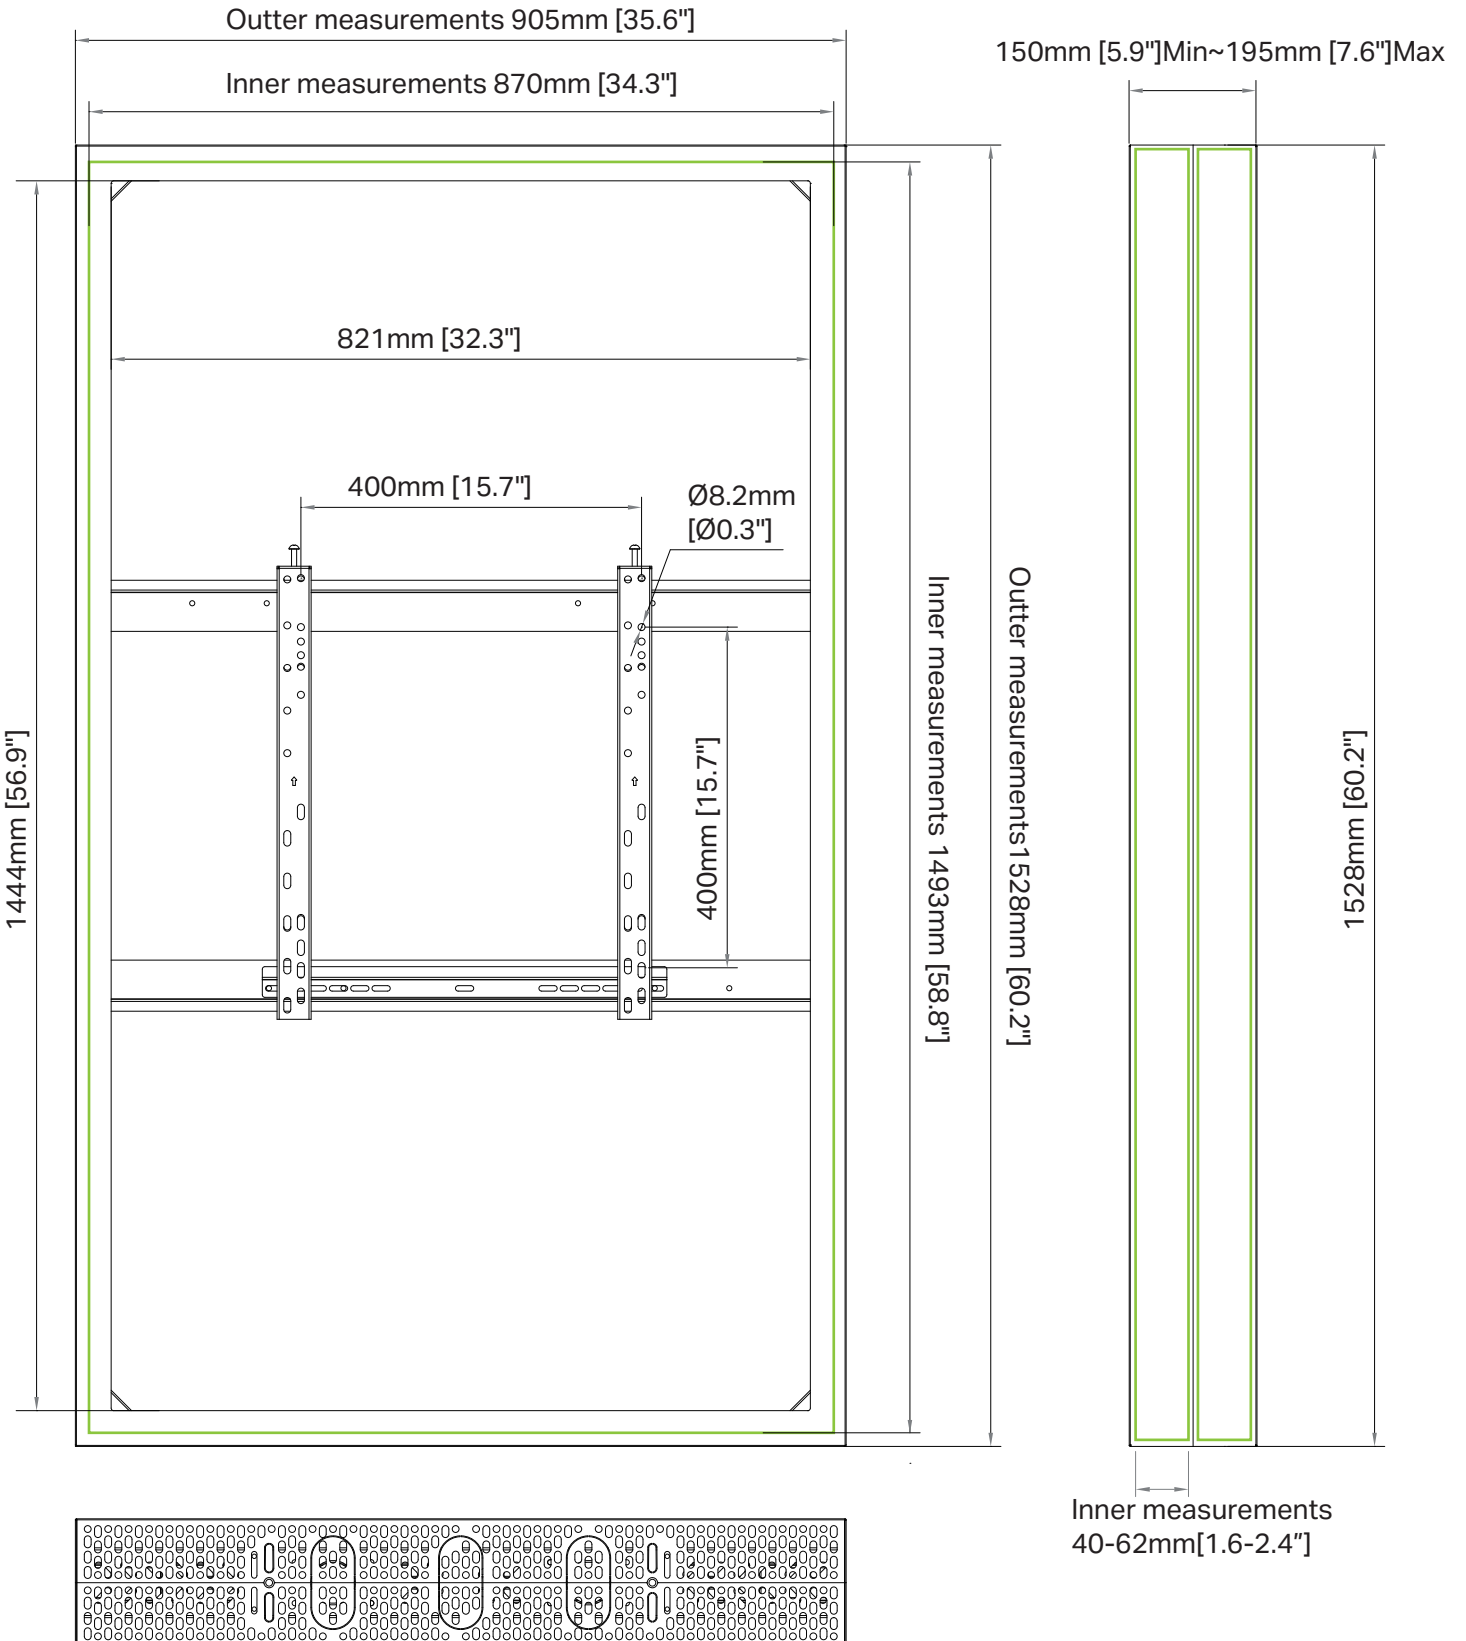 Outter measurements 905mm [35.6"]
150mm [5.9"]Min~195mm [7.6"]Max
Inner measurements 870mm [34.3"]
821mm [32.3"]
400mm [15.7"]
Ø8.2mm
[Ø0.3"]
1444mm [56.9"]
400mm [15.7"]
Inner measurements 1493mm [58.8"]
Outter measurements1528mm [60.2"]
1528mm [60.2"]
Inner measurements
40-62mm[1.6-2.4"]